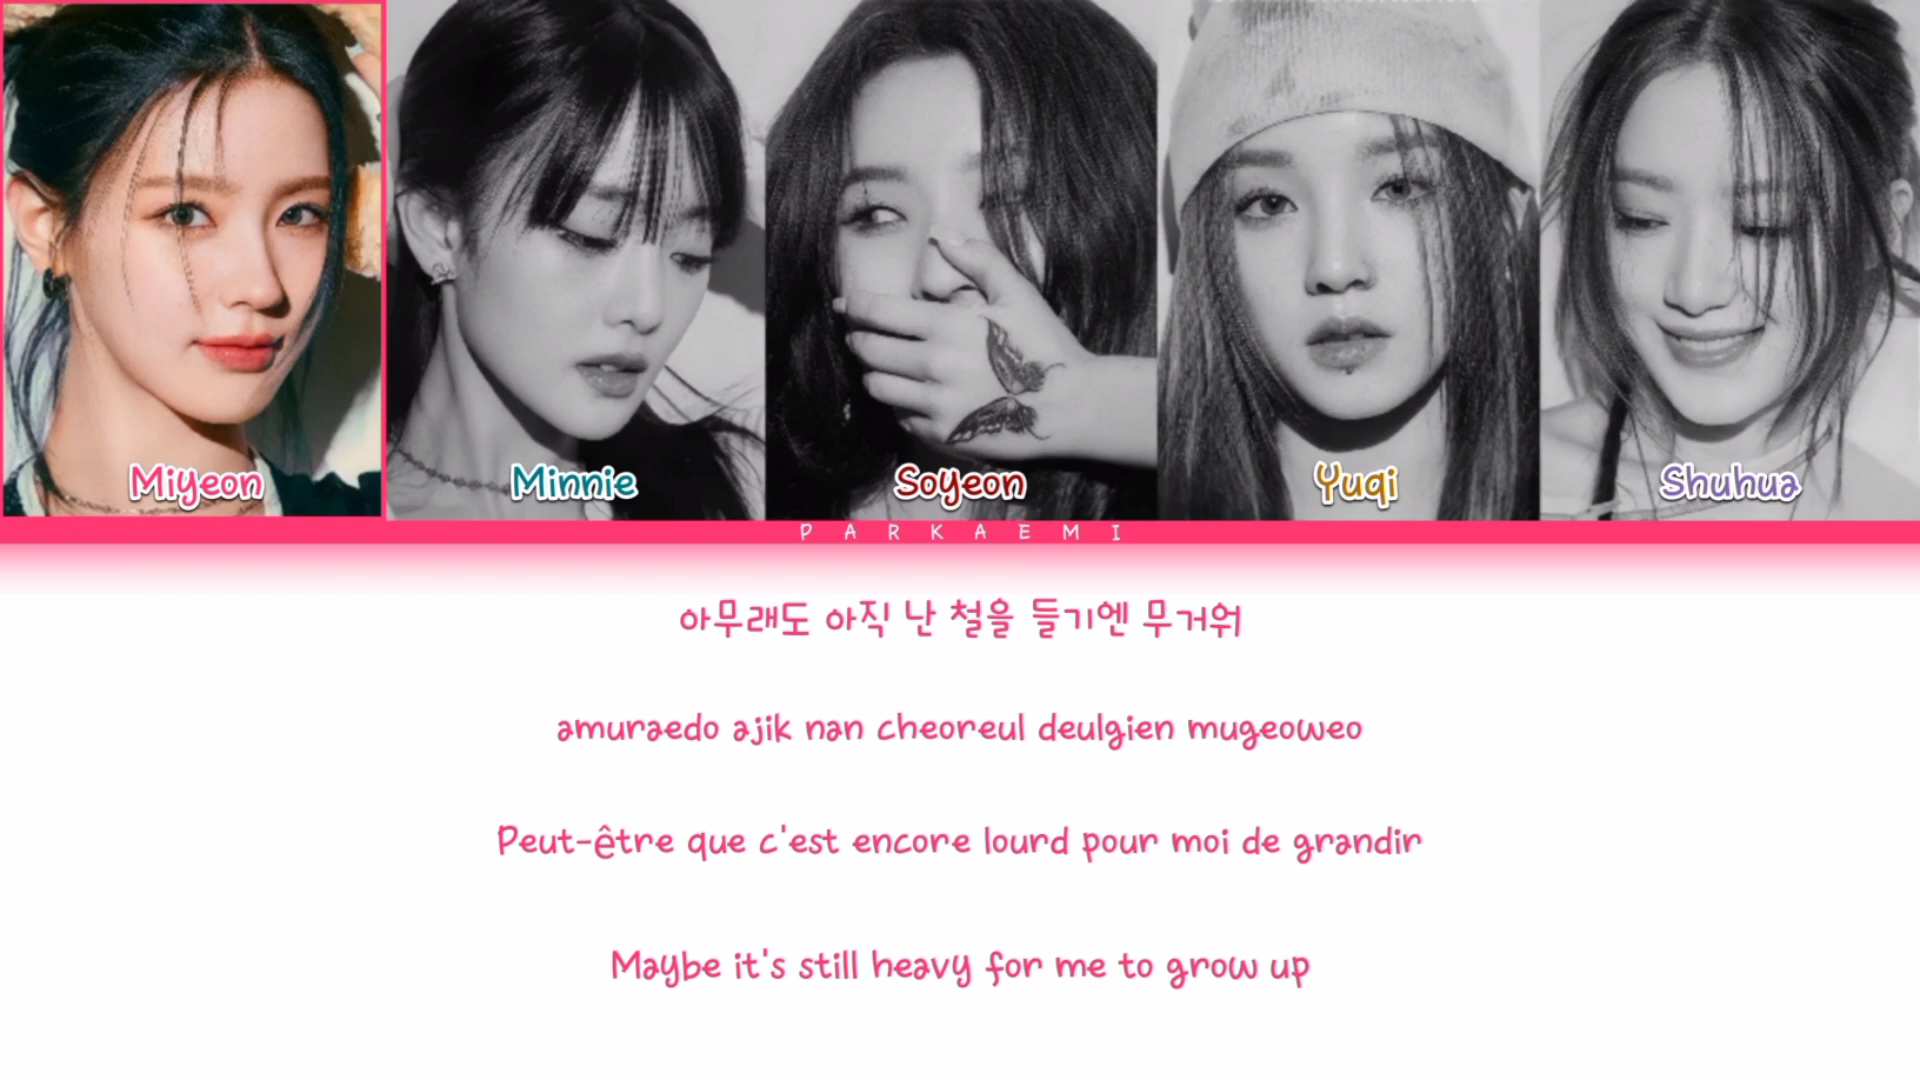 Miyeon
Minnie
Soyeon
Yuqi
Shuhua
PARKAEMI
아무래도 아직 난 철을 들기엔 무거워
amuraedo ajik nan cheoreul deulgien mugeoweo
Peut-être que c'est encore lourd pour moi de grandir
Maybe it's still heavy for me to grow up